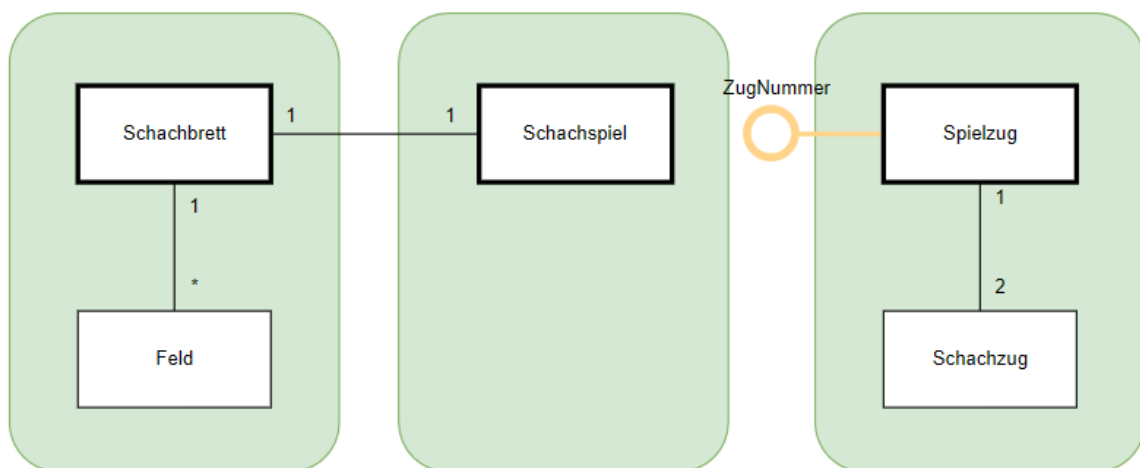 ZugNummer
Schachbrett
1
1
Schachspiel
Spielzug
1
1
*
2
Feld
Schachzug